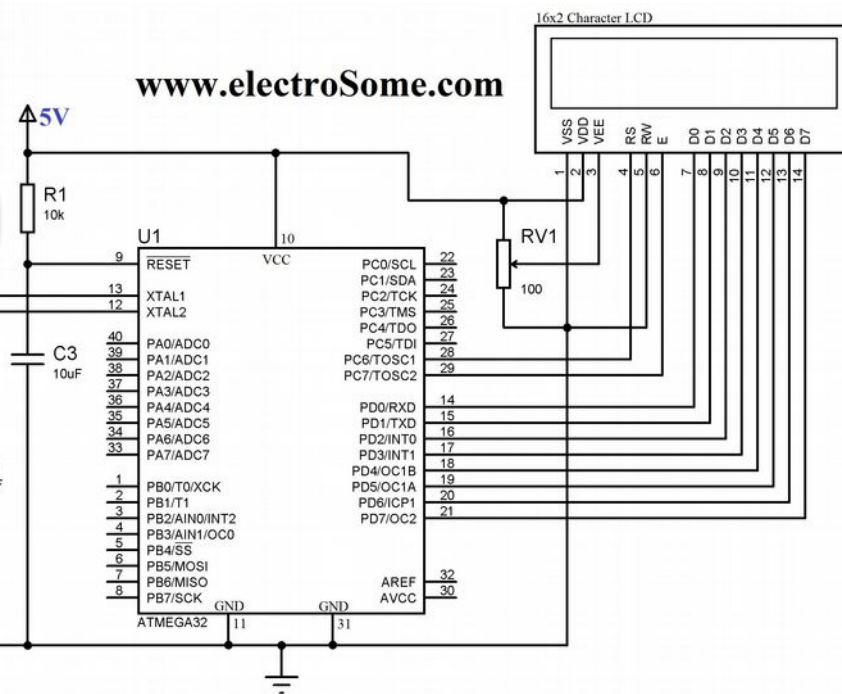 16x2 Character LCD
www.electroSome.com
5V
VSS VDD VEE RS RW E D0 D1 D2 D3 D4 D5 D6 D7
1 2 3 4 5 6 7 8 9 10 11 12 13 14
R1
10k
RV1
100
U1
10
VCC
9 RESET
13 XTAL1
12 XTAL2
40 PA0/ADC0
39 PA1/ADC1
38 PA2/ADC2
37 PA3/ADC3
36 PA4/ADC4
35 PA5/ADC5
34 PA6/ADC6
33 PA7/ADC7
1 PB0/T0/XCK
2 PB1/T1
3 PB2/AIN0/INT2
4 PB3/AIN1/OC0
5 PB4/SS
6 PB5/MOSI
7 PB6/MISO
8 PB7/SCK
PC0/SCL 22
PC1/SDA 23
PC2/TCK 24
PC3/TMS 25
PC4/TDO 26
PC5/TDI 27
PC6/TOSC1 28
PC7/TOSC2 29
PD0/RXD 14
PD1/TXD 15
PD2/INT0 16
PD3/INT1 17
PD4/OC1B 18
PD5/OC1A 19
PD6/ICP1 20
PD7/OC2 21
AREF 32
AVCC 30
GND GND
ATMEGA32 11 31
C3
10uF